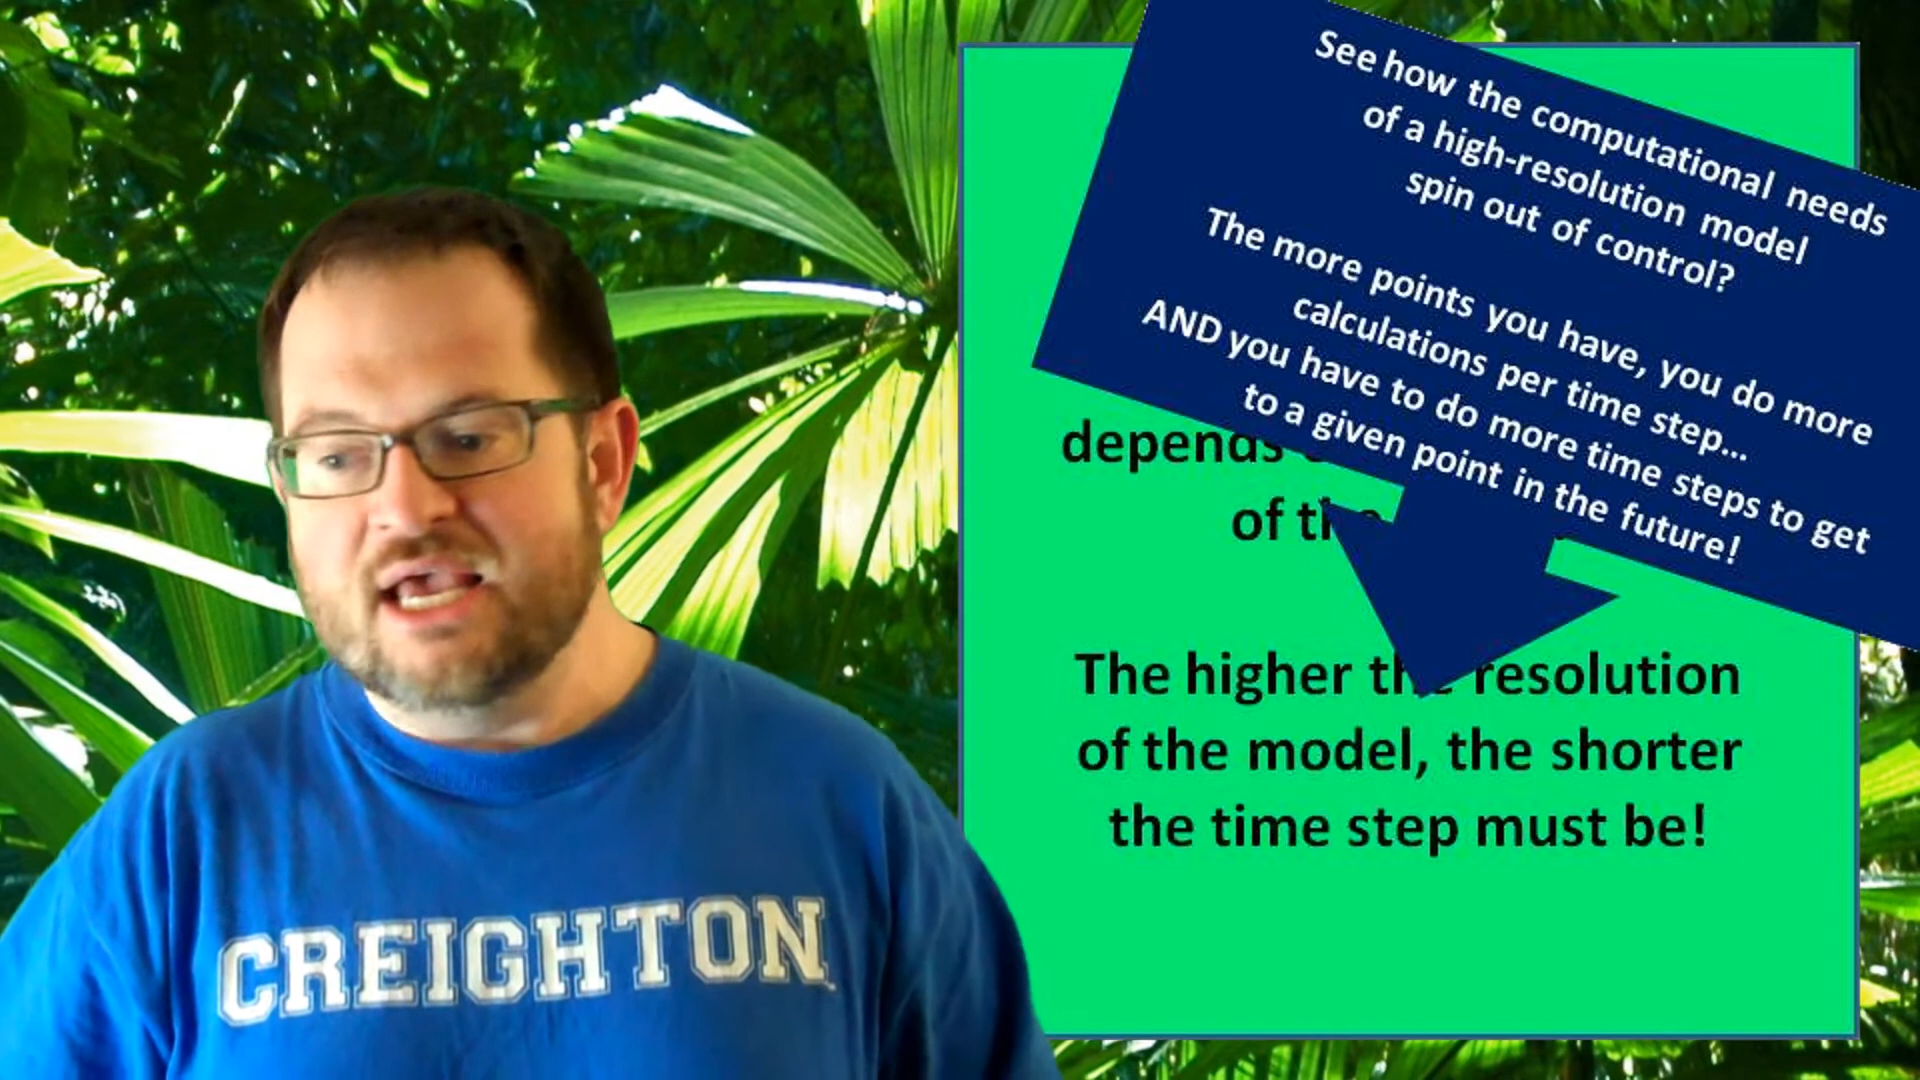 See how the computational needs
of a high-resolution model
spin out of control?
The more points you have, you do more
calculations per time step...
AND you have to do more time steps to get
to a given point in the future!
depends
of the
The higher the resolution
of the model, the shorter
the time step must be!
CREIGHTON